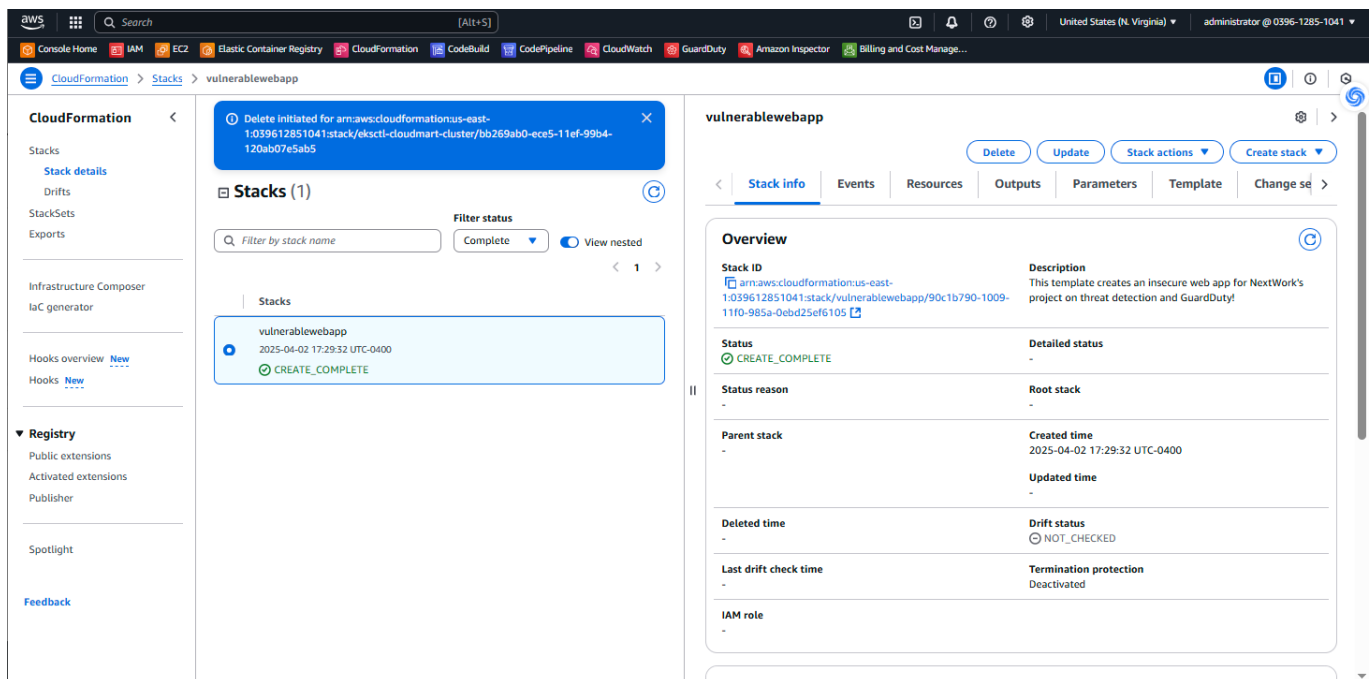 aws
Search
[Alt+S]
United States (N. Virginia)
administrator @ 0396-1285-1041
Console Home
IAM
EC2
Elastic Container Registry
CloudFormation
CodeBuild
CodePipeline
CloudWatch
GuardDuty
Amazon Inspector
Billing and Cost Manage...
CloudFormation
Stacks
vulnerablewebapp
CloudFormation
Stacks
Stack details
Drifts
StackSets
Exports
Infrastructure Composer
IaC generator
Hooks overview New
Hooks New
Registry
Public extensions
Activated extensions
Publisher
Spotlight
Feedback
Delete initiated for arn:aws:cloudformation:us-east-
1:039612851041:stack/eksctl-cloudmart-cluster/bb269ab0-ece5-11ef-99b4-
120ab07e5ab5
Stacks (1)
Filter status
Filter by stack name
Complete
View nested
1
Stacks
vulnerablewebapp
2025-04-02 17:29:32 UTC-0400
CREATE_COMPLETE
vulnerablewebapp
Delete
Update
Stack actions
Create stack
Stack info
Events
Resources
Outputs
Parameters
Template
Change se
Overview
Stack ID
arn:aws:cloudformation:us-east-
1:039612851041:stack/vulnerablewebapp/90c1b790-1009-
11f0-985a-0ebd25ef6105
Description
This template creates an insecure web app for NextWork's
project on threat detection and GuardDuty!
Status
CREATE_COMPLETE
Detailed status
-
Status reason
-
Root stack
-
Parent stack
-
Created time
2025-04-02 17:29:32 UTC-0400
Updated time
-
Deleted time
-
Drift status
NOT_CHECKED
Last drift check time
-
Termination protection
Deactivated
IAM role
-